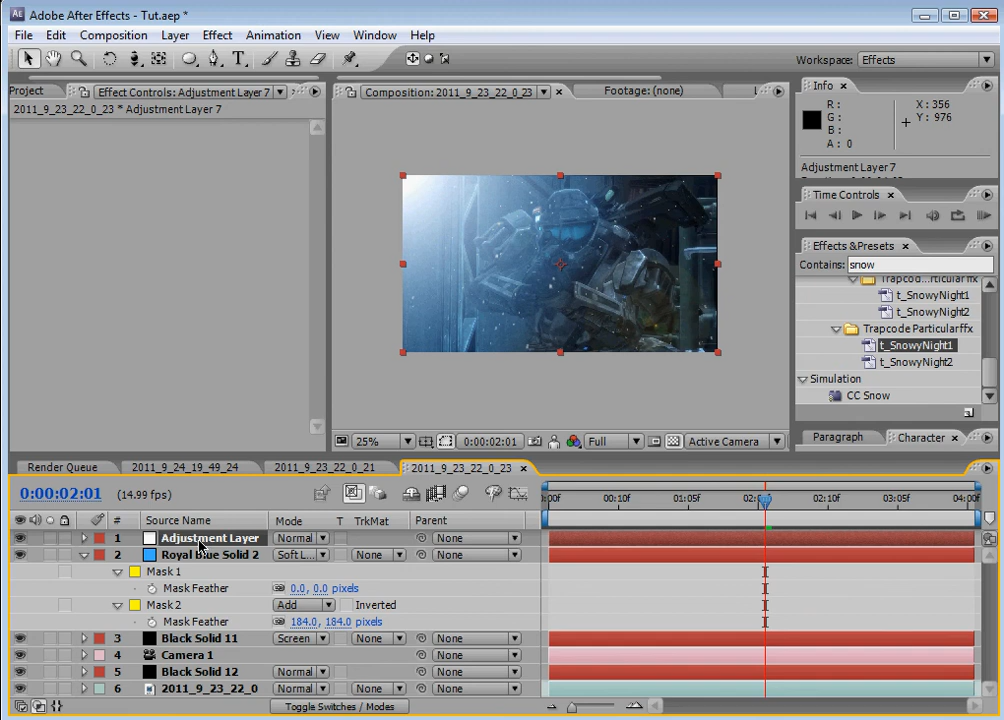 Adobe After Effects - Tut.aep *
File Edit Composition Layer Effect Animation View Window Help
Workspace: Effects
Project Effect Controls: Adjustment Layer 7
Composition: 2011_9_23_22_0_23
Footage: (none)
Info
2011_9_23_22_0_23 * Adjustment Layer 7
R :
G :
B :
A : 0
X : 356
Y : 976
Adjustment Layer 7
Time Controls
Effects & Presets
Contains: snow
t_SnowyNight1
t_SnowyNight2
Trapcode Particularffx
t_SnowyNight1
t_SnowyNight2
Simulation
CC Snow
25%
0:00:02:01
Full
Active Camera
Paragraph Character
Render Queue 2011_9_24_19_49_24 2011_9_23_22_0_21 2011_9_23_22_0_23
0:00:02:01 (14.99 fps)
:00f 00:10f 01:05f 02:10f 03:05f 04:00f
# Source Name Mode T TrkMat Parent
1 Adjustment Layer Normal None
2 Royal Blue Solid 2 Soft L... None None
Mask 1
Mask Feather 0.0, 0.0 pixels
Mask 2 Add Inverted
Mask Feather 184.0, 184.0 pixels
3 Black Solid 11 Screen None None
4 Camera 1 None
5 Black Solid 12 Normal None None
6 2011_9_23_22_0 Normal None None
Toggle Switches / Modes